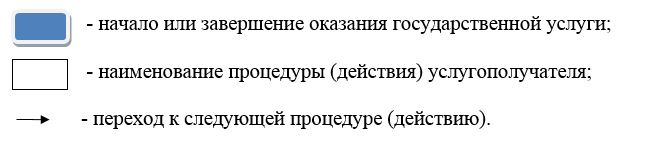 - начало или завершение оказания государственной услуги;
- наименование процедуры (действия) услугополучателя;
- переход к следующей процедуре (действию).